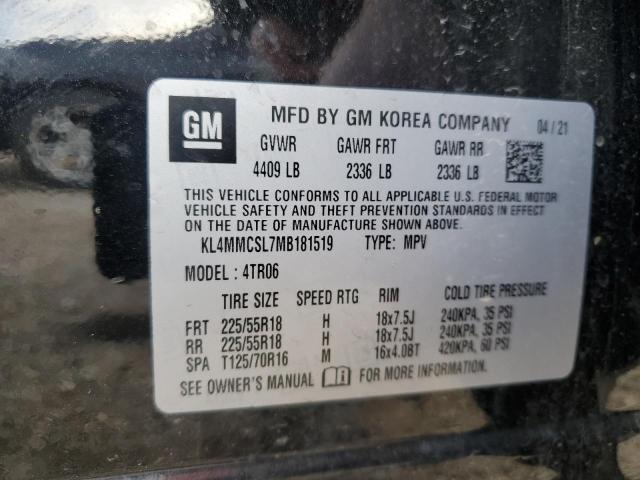 GM MFD BY GM KOREA COMPANY 04/21
GVWR GAWR FRT GAWR RR
4409 LB 2336 LB 2336 LB
THIS VEHICLE CONFORMS TO ALL APPLICABLE U.S. FEDERAL MOTOR
VEHICLE SAFETY AND THEFT PREVENTION STANDARDS IN EFFECT
ON THE DATE OF MANUFACTURE SHOWN ABOVE.
KL4MMCSL7MB181519 TYPE: MPV
MODEL: 4TR06
TIRE SIZE SPEED RTG RIM COLD TIRE PRESSURE
FRT 225/55R18 H 18x7.5J 240KPA, 35 PSI
RR 225/55R18 H 18x7.5J 240KPA, 35 PSI
SPA T125/70R16 M 16x4.0BT 420KPA, 60 PSI
SEE OWNER'S MANUAL FOR MORE INFORMATION.